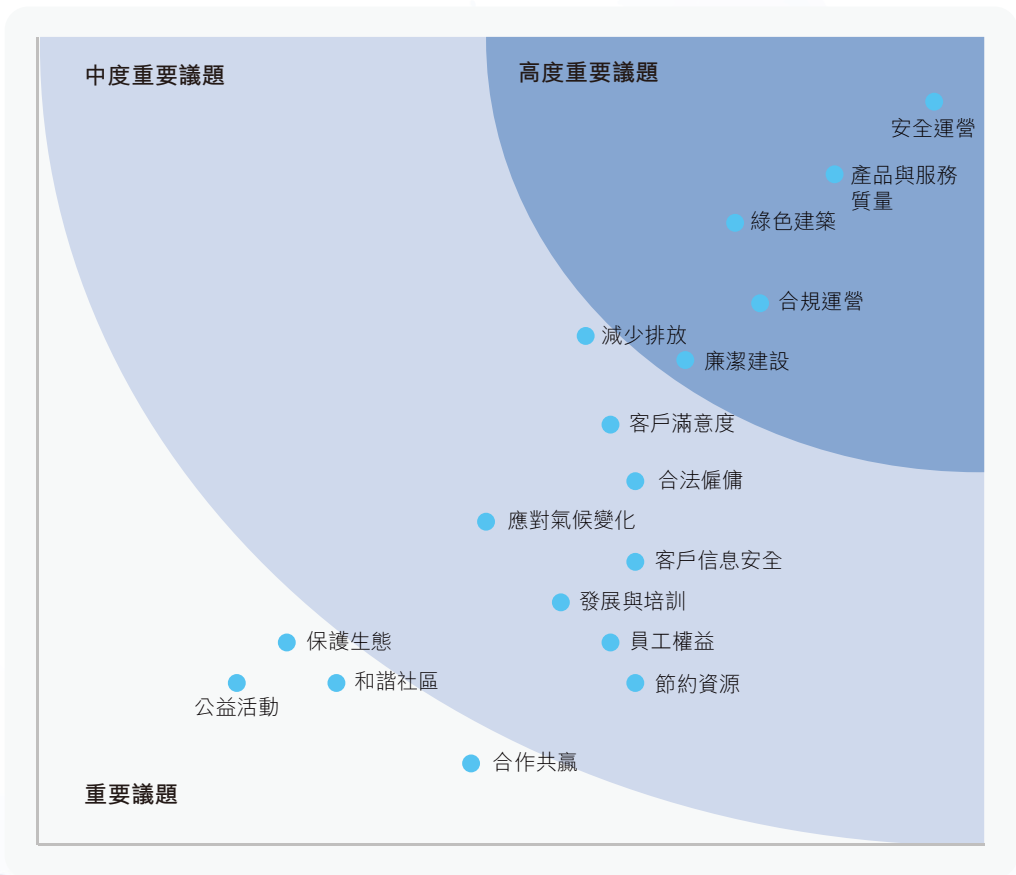 中度重要議題
高度重要議題
安全運營
產品與服務
質量
綠色建築
合規運營
減少排放
廉潔建設
客戶滿意度
合法僱傭
應對氣候變化
客戶信息安全
發展與培訓
保護生態
員工權益
和諧社區
節約資源
公益活動
合作共贏
重要議題